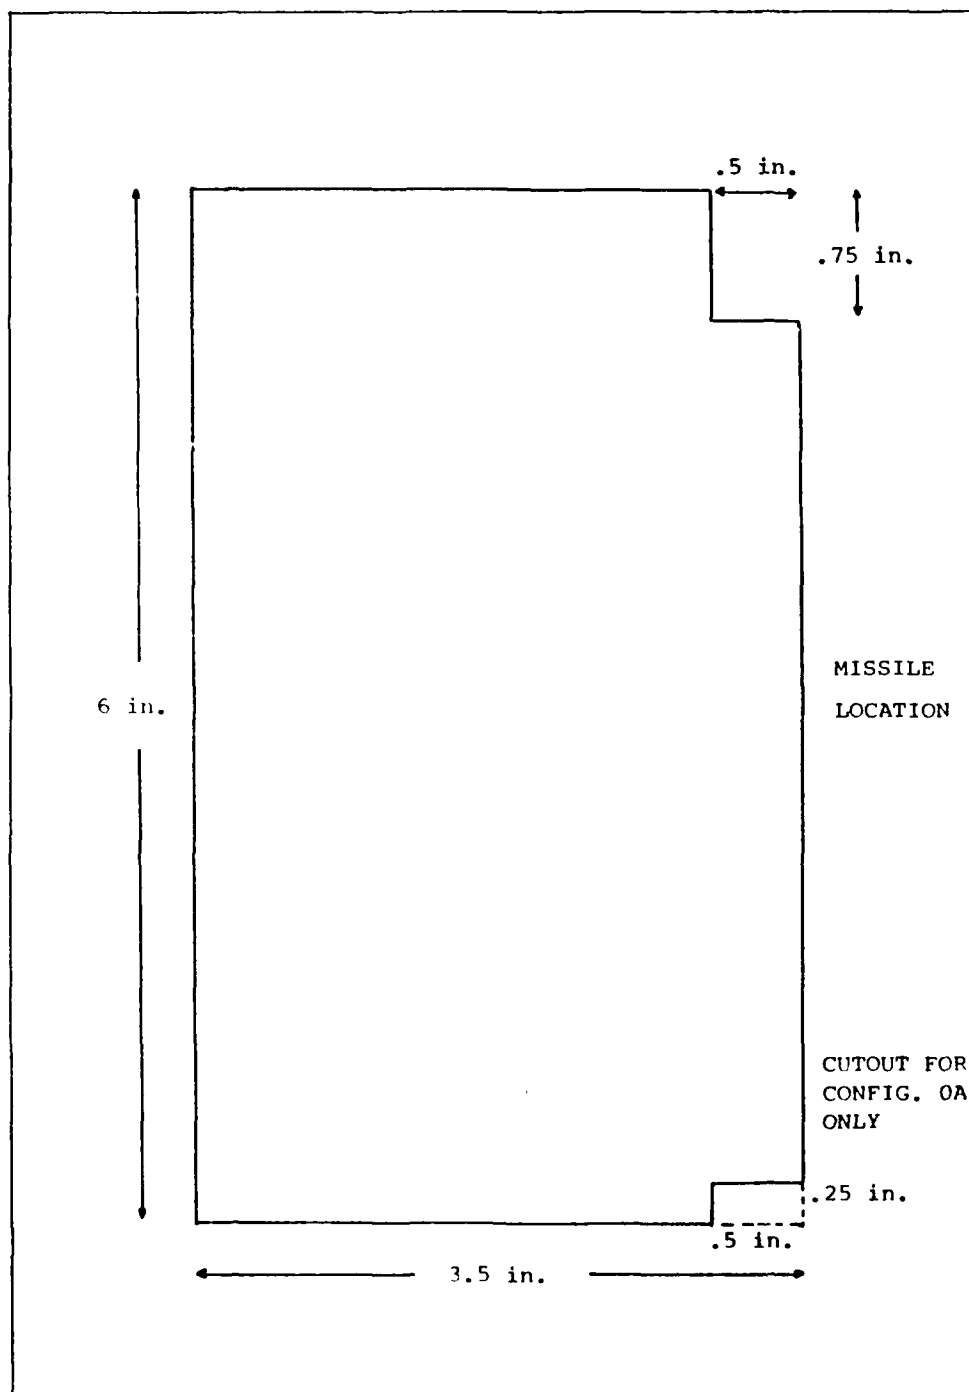 .5 in.
.75 in.
MISSILE
LOCATION
6 in.
CUTOUT FOR
CONFIG. OA
ONLY
.25 in.
.5 in.
3.5 in.